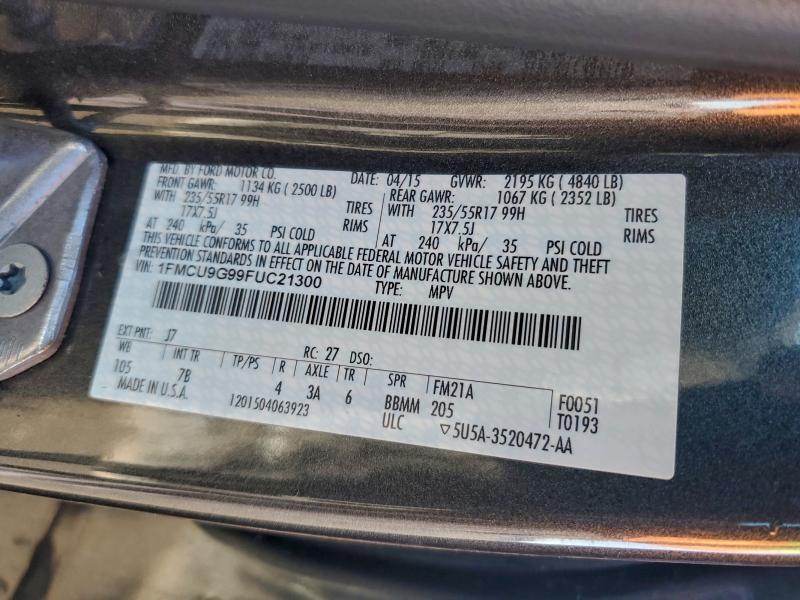 MFD. BY FORD MOTOR CO. DATE: 04/15 GVWR: 2195 KG ( 4840 LB)
FRONT GAWR: 1134 KG ( 2500 LB) REAR GAWR: 1067 KG ( 2352 LB)
WITH 235/55R17 99H TIRES WITH 235/55R17 99H TIRES
17X7.5J RIMS 17X7.5J RIMS
AT 240 kPa/ 35 PSI COLD AT 240 kPa/ 35 PSI COLD
THIS VEHICLE CONFORMS TO ALL APPLICABLE FEDERAL MOTOR VEHICLE SAFETY AND THEFT
PREVENTION STANDARDS IN EFFECT ON THE DATE OF MANUFACTURE SHOWN ABOVE.
VIN: 1FMCU9G99FUC21300 TYPE: MPV
EXT PNT: J7 RC: 27 DSO:
WB INT TR TP/PS R AXLE TR SPR FM21A F0051
105 7B 4 3A 6 BBMM 205 T0193
MADE IN U.S.A. 1201504063923 ULC ▽5U5A-3520472-AA